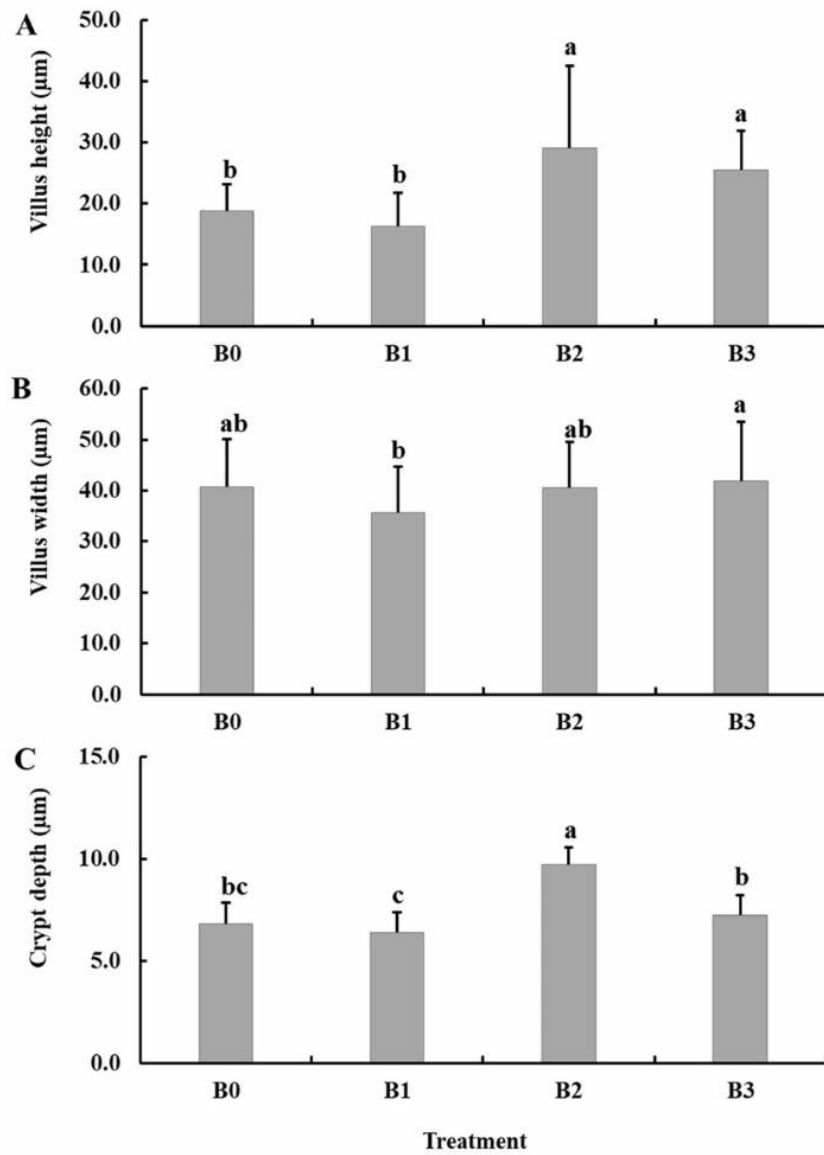 A
Villus height (µm)
50.0
40.0
30.0
20.0
10.0
0.0
b
b
a
a
B0 B1 B2 B3
B
Villus width (µm)
60.0
50.0
40.0
30.0
20.0
10.0
0.0
ab
b
ab
a
B0 B1 B2 B3
C
Crypt depth (µm)
15.0
10.0
5.0
0.0
bc
c
a
b
B0 B1 B2 B3
Treatment